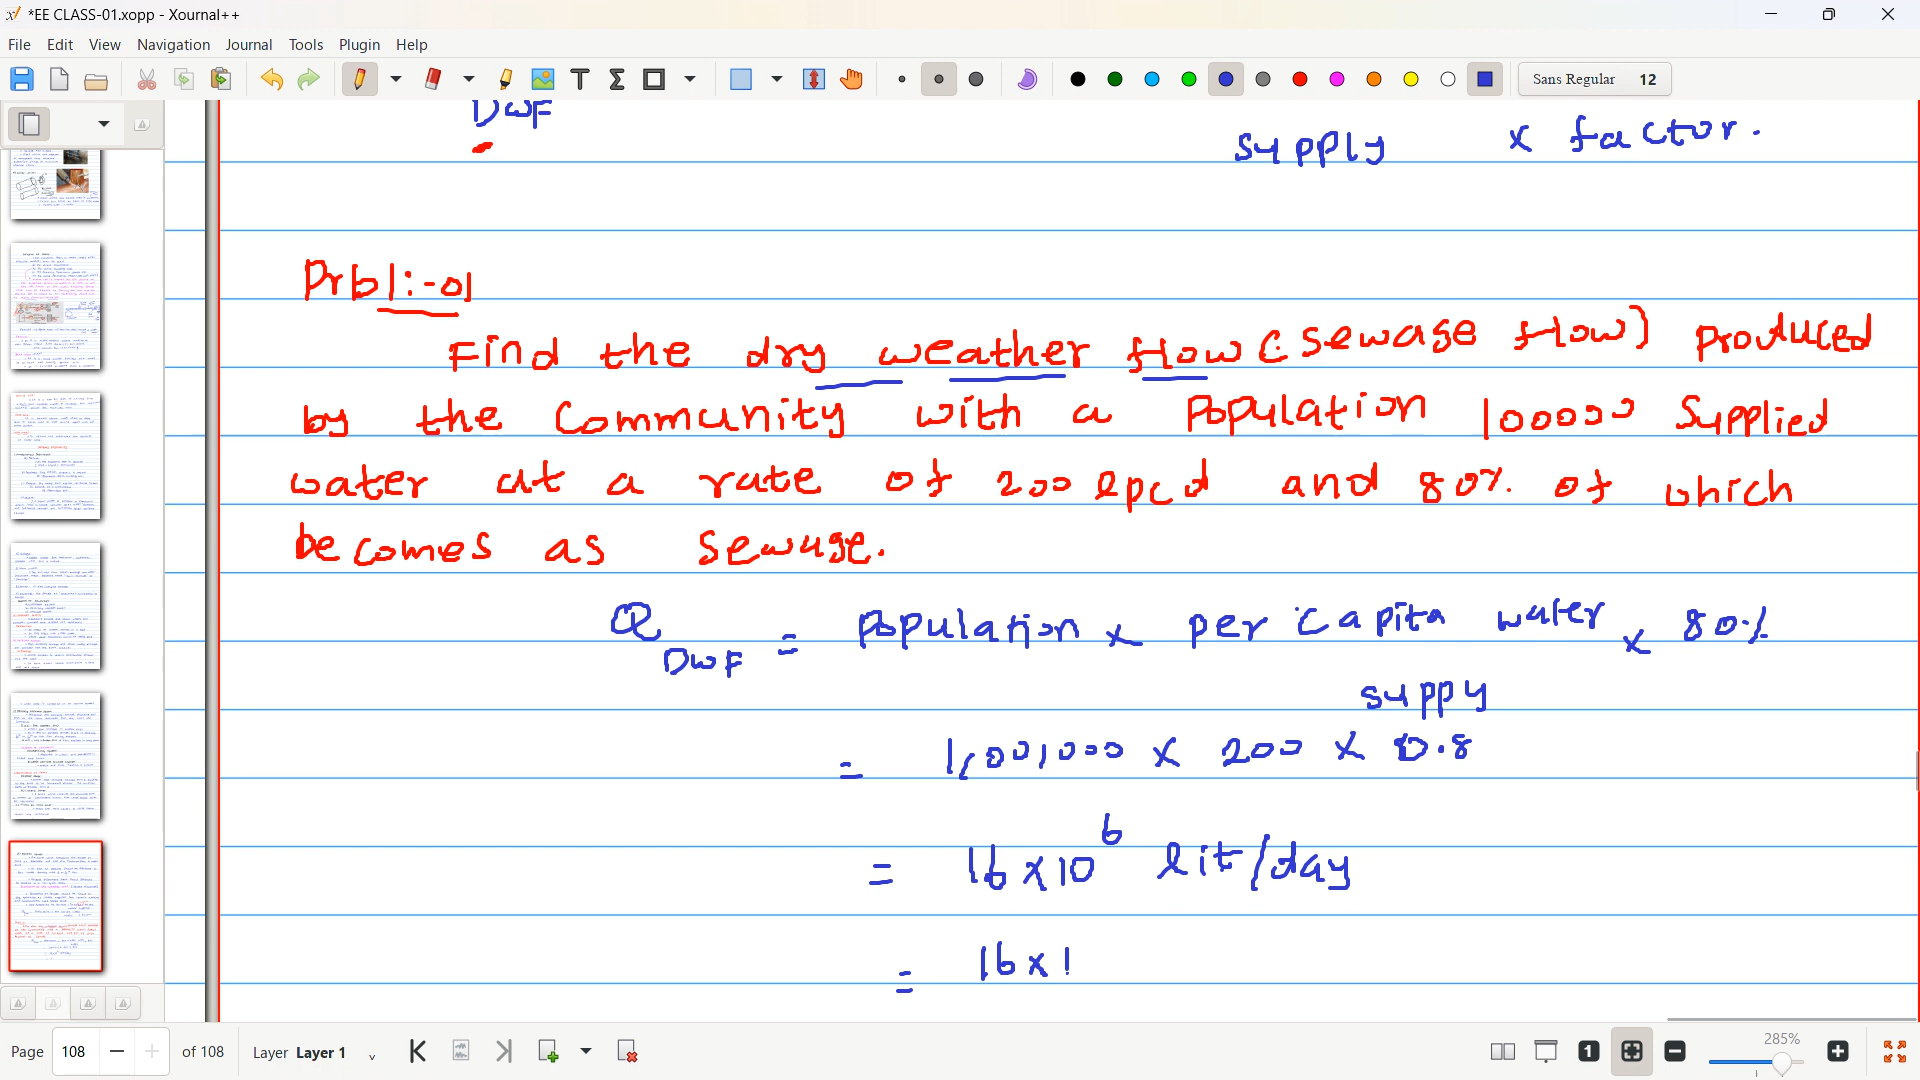 *EE CLASS-01.xopp - Xournal++
File Edit View Navigation Journal Tools Plugin Help
Sans Regular 12
DWF
supply x factor.
Prbl:-01
Find the dry weather flow (sewage flow) produced
by the community with a population 100000 supplied
water at a rate of 200 lpcd and 80% of which
becomes as sewage.
Q DWF = population x per capita water x 80%
suppy
= 1,00,000 x 200 x 0.8
= 16 x 10^6 lit/day
= 16 x 1
Page 108 of 108 Layer Layer 1 285%